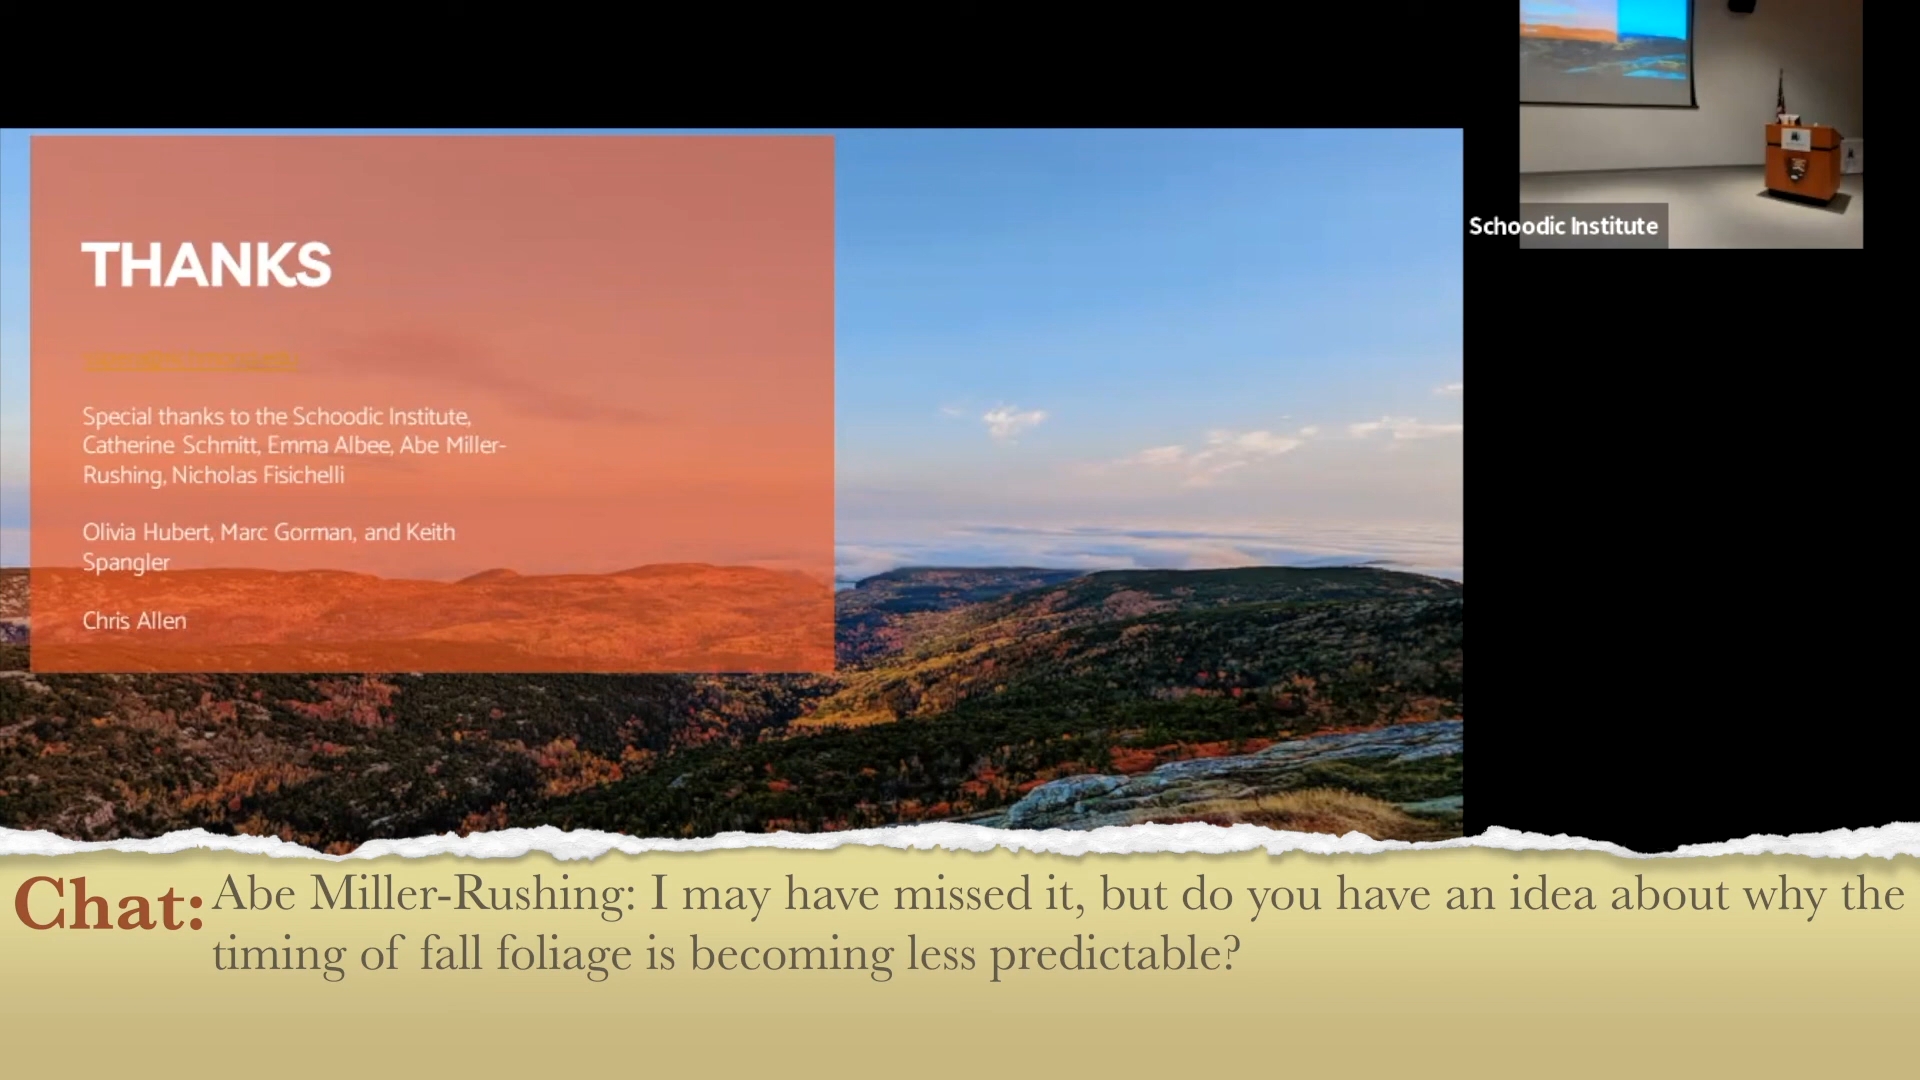 THANKS
Special thanks to the Schoodic Institute,
Catherine Schmitt, Emma Albee, Abe Miller-
Rushing, Nicholas Fisichelli
Olivia Hubert, Marc Gorman, and Keith
Spangler
Chris Allen
Schoodic Institute
Chat: Abe Miller-Rushing: I may have missed it, but do you have an idea about why the
timing of fall foliage is becoming less predictable?